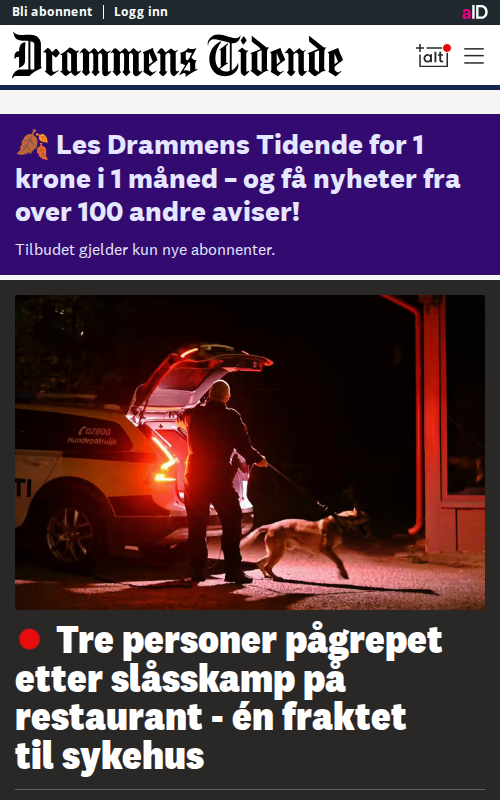 Bli abonnent | Logg inn
aID
Drammens Tidende
+alt
🍂 Les Drammens Tidende for 1
krone i 1 måned – og få nyheter fra
over 100 andre aviser!
Tilbudet gjelder kun nye abonnenter.
02800
Hundepatrulje
TI
Tre personer pågrepet
etter slåsskamp på
restaurant - én fraktet
til sykehus